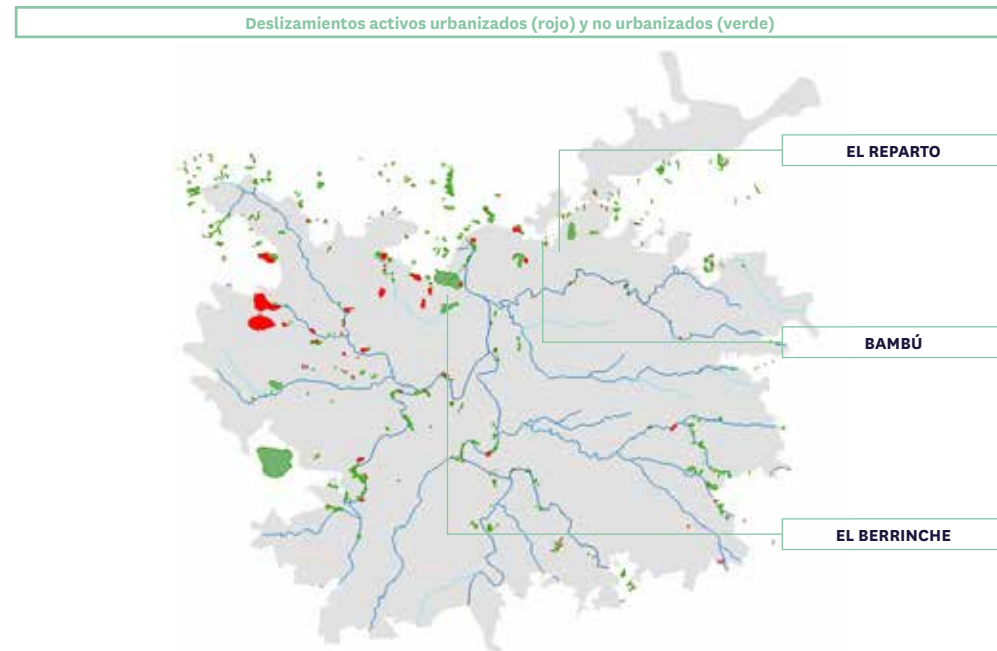 Deslizamientos activos urbanizados (rojo) y no urbanizados (verde)
EL REPARTO
BAMBÚ
EL BERRINCHE